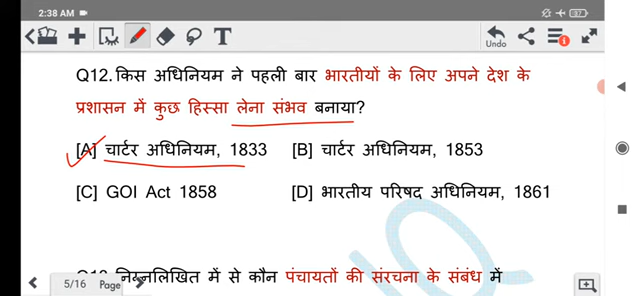 2:38 AM
37
T
Undo
Q12. किस अधिनियम ने पहली बार भारतीयों के लिए अपने देश के
प्रशासन में कुछ हिस्सा लेना संभव बनाया?
[A] चार्टर अधिनियम, 1833 [B] चार्टर अधिनियम, 1853
[C] GOI Act 1858 [D] भारतीय परिषद अधिनियम, 1861
5/16
निम्नलिखित में से कौन पंचायतों की संरचना के संबंध में